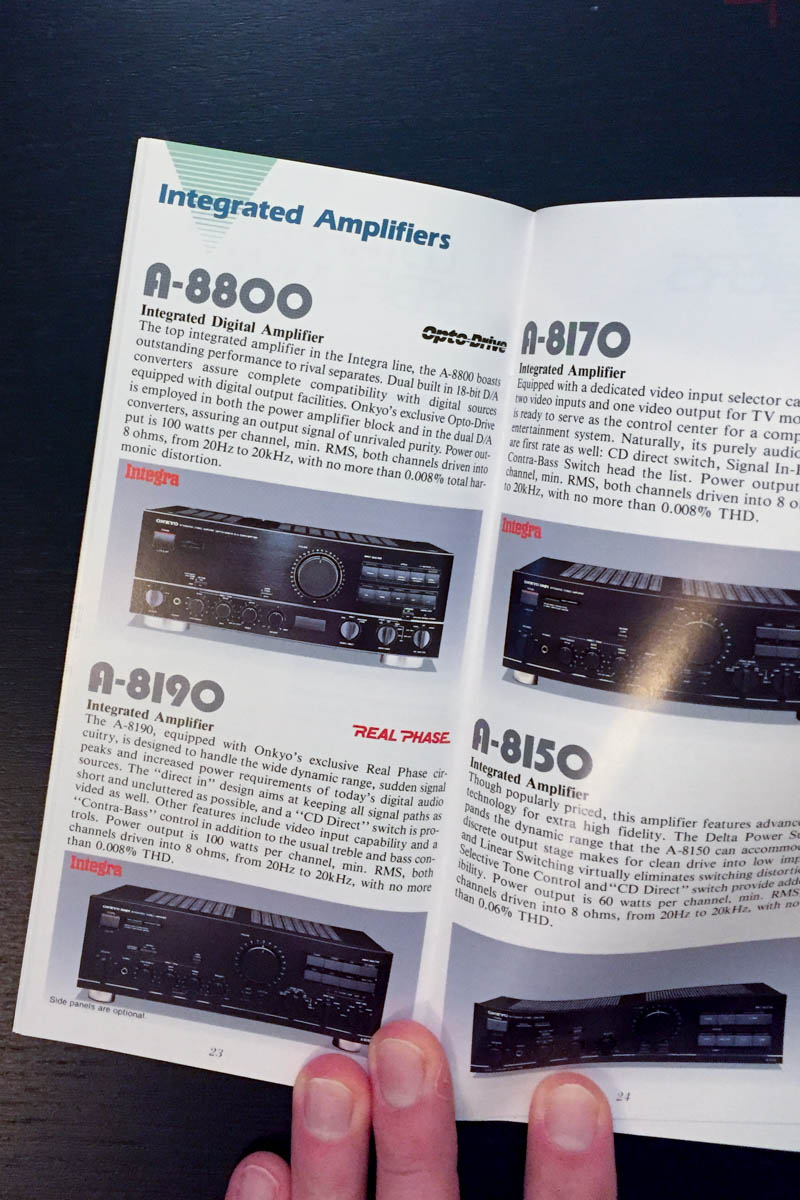 Integrated Amplifiers
A-8800
Integrated Digital Amplifier
Opto-Drive
The top integrated amplifier in the Integra line, the A-8800 boasts
outstanding performance to rival separates. Dual built in 18-bit D/A
converters assure complete compatibility with digital sources
equipped with digital output facilities. Onkyo's exclusive Opto-Drive
is employed in both the power amplifier block and in the dual D/A
converters, assuring an output signal of unrivaled purity. Power out-
put is 100 watts per channel, min. RMS, both channels driven into
8 ohms, from 20Hz to 20kHz, with no more than 0.008% total har-
monic distortion.
Integra
ONKYO
A-8190
Integrated Amplifier
REAL PHASE
The A-8190, equipped with Onkyo's exclusive Real Phase cir-
cuitry, is designed to handle the wide dynamic range, sudden signal
peaks and increased power requirements of today's digital audio
sources. The "direct in" design aims at keeping all signal paths as
short and uncluttered as possible, and a "CD Direct" switch is pro-
vided as well. Other features include video input capability and a
"Contra-Bass" control in addition to the usual treble and bass con-
trols. Power output is 100 watts per channel, min. RMS, both
channels driven into 8 ohms, from 20Hz to 20kHz, with no more
than 0.008% THD.
Integra
Side panels are optional.
23
A-8170
Integrated Amplifier
Equipped with a dedicated video input selector
two video inputs and one video output for TV
is ready to serve as the control center for a
entertainment system. Naturally, its purely
are first rate as well: CD direct switch, Signal
Contra-Bass Switch head the list. Power output
channel, min. RMS, both channels driven into 8
to 20kHz, with no more than 0.008% THD.
Integra
A-8150
Integrated Amplifier
Though popularly priced, this amplifier features
technology for extra high fidelity. The Delta Power
pands the dynamic range that the A-8150 can
discrete output stage makes for clean drive into low
and Linear Switching virtually eliminates switching
Selective Tone Control and "CD Direct" switch provide
ibility. Power output is 60 watts per channel, min. RMS
channels driven into 8 ohms, from 20Hz to 20kHz, with no
than 0.06% THD.
ONKYO
24